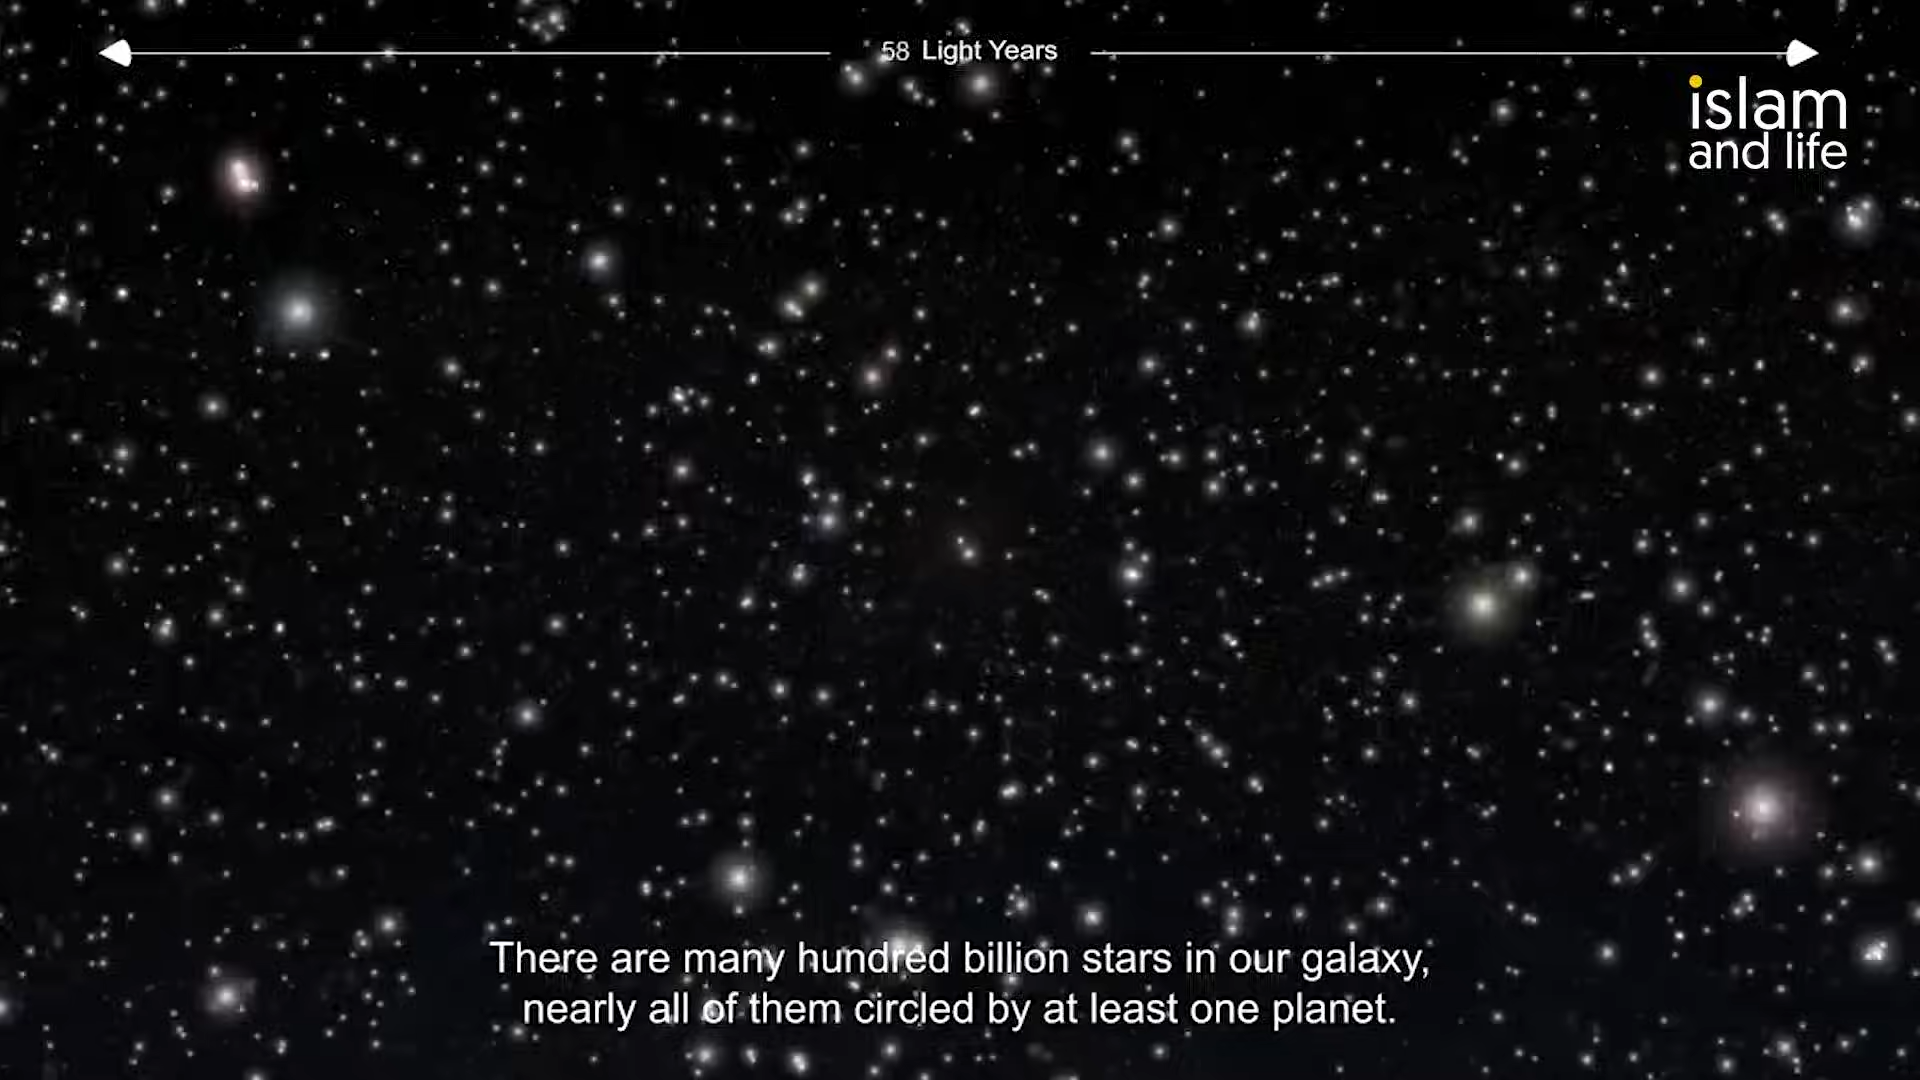 58 Light Years
islam
and life
There are many hundred billion stars in our galaxy,
nearly all of them circled by at least one planet.